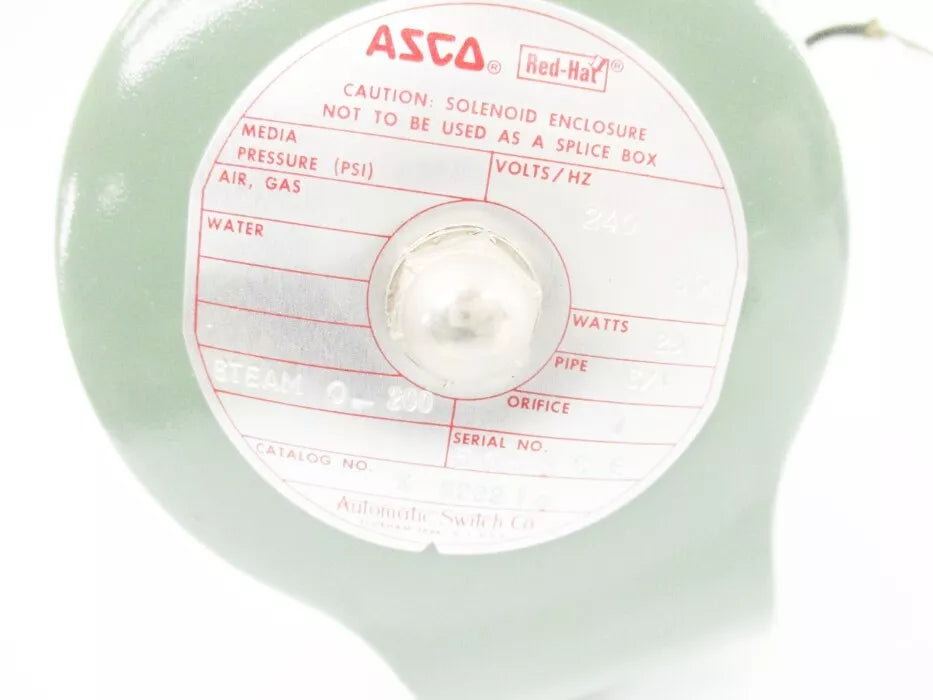 ASCO® Red-Hat®
CAUTION: SOLENOID ENCLOSURE
NOT TO BE USED AS A SPLICE BOX
MEDIA
PRESSURE (PSI)
VOLTS/HZ
AIR, GAS
240
WATER
WATTS
PIPE
STEAM 0-200
ORIFICE
SERIAL NO.
CATALOG NO.
Automatic Switch Co